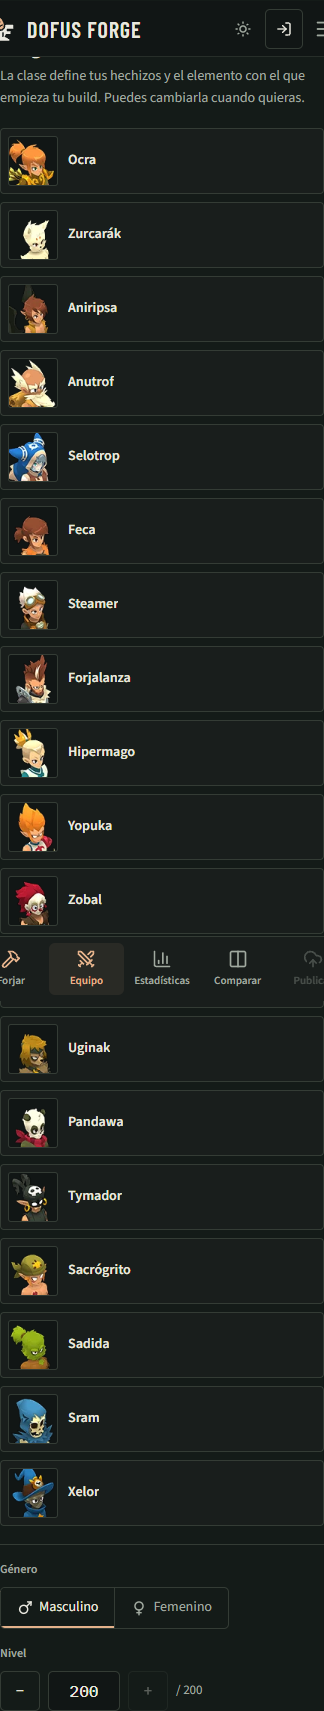 DOFUS FORGE
La clase define tus hechizos y el elemento con el que
empieza tu build. Puedes cambiarla cuando quieras.
Ocra
Zurcarák
Aniripsa
Anutrof
Selotrop
Feca
Steamer
Forjalanza
Hipermago
Yopuka
Zobal
Forjar
Equipo
Estadísticas
Comparar
Uginak
Pandawa
Tymador
Sacrógrito
Sadida
Sram
Xelor
Género
Masculino
Femenino
Nivel
− 200 + / 200